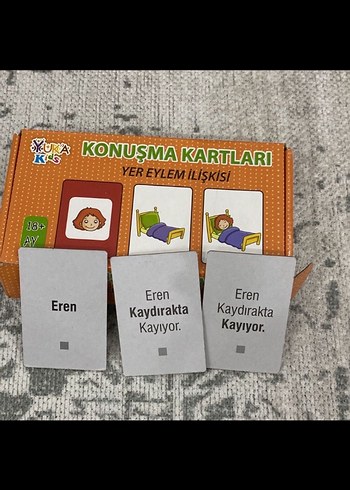 YUKA
KiDS
KONUŞMA KARTLARI
YER EYLEM İLİŞKİSİ
18+
AY
Eren
Eren
Kaydırakta
Kayıyor.
Eren
Kaydırakta
Kayıyor.